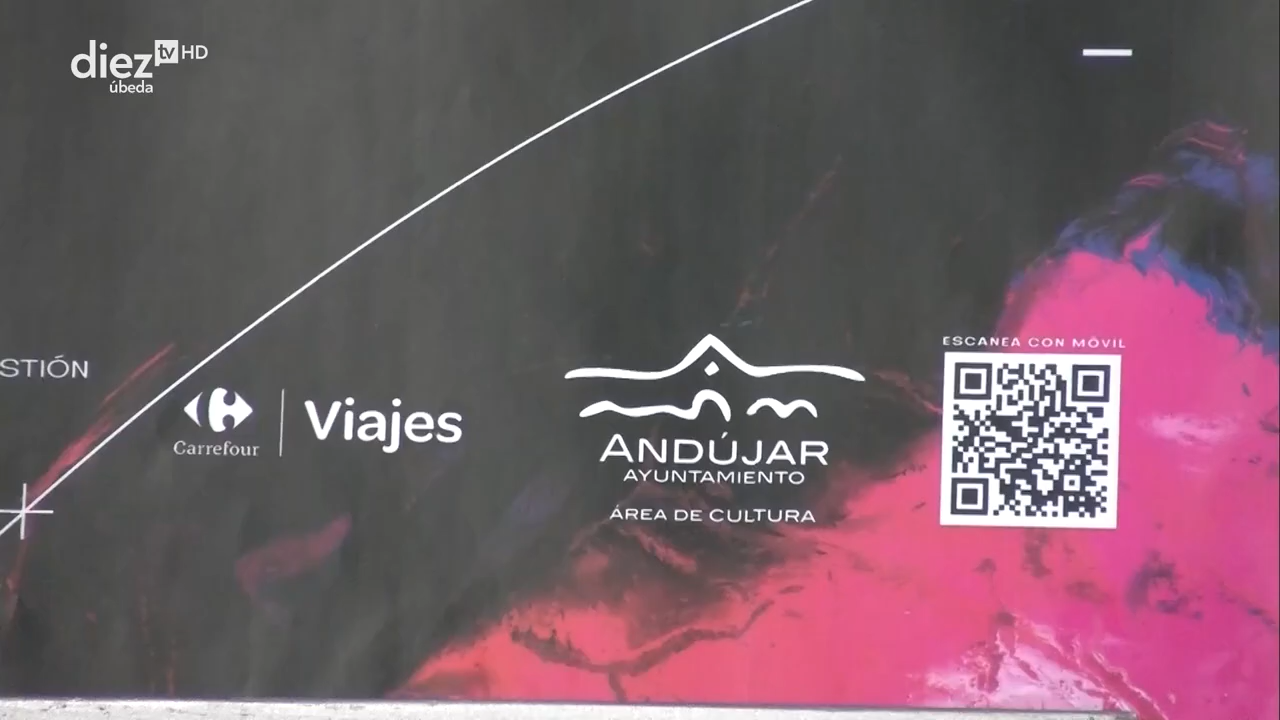 diez tv HD
úbeda
STIÓN
Carrefour
Viajes
ANDÚJAR
AYUNTAMIENTO
ÁREA DE CULTURA
ESCANEA CON MÓVIL